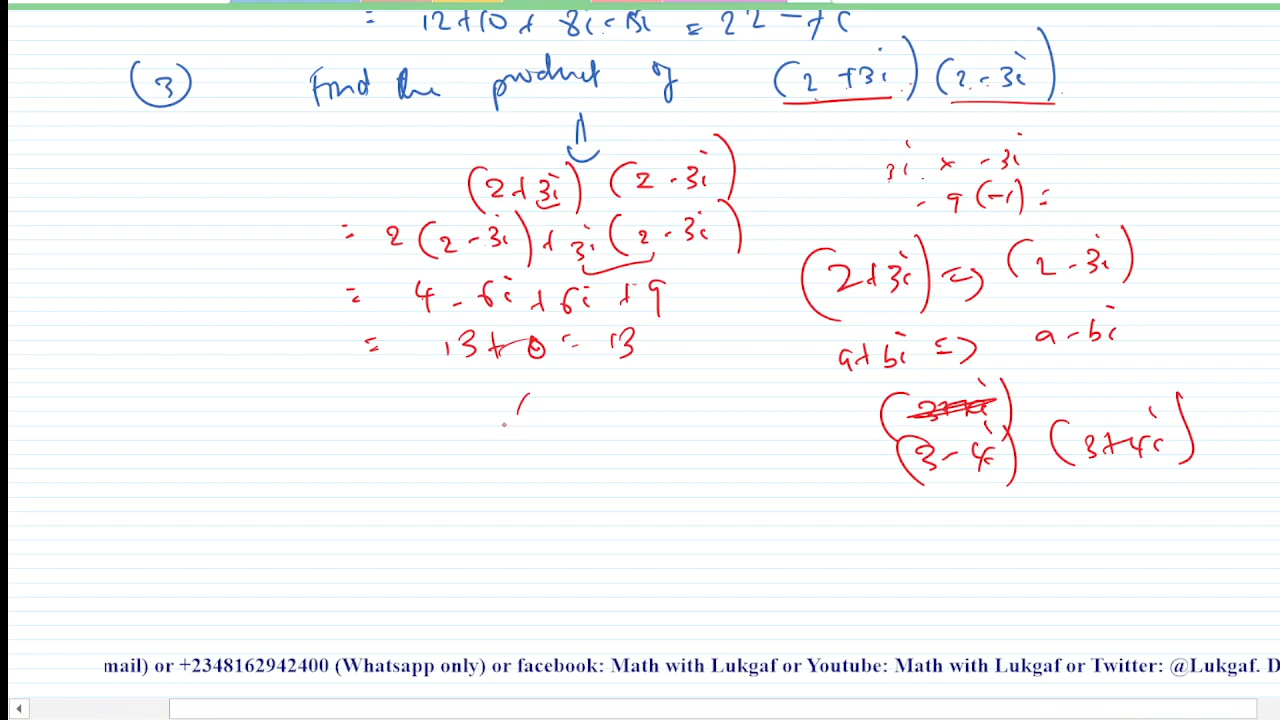 = 12+10+ 8i - 15i = 22 - 7i
(3) Find the product of (2 +3i) (2 - 3i)
(2+3i) (2 - 3i)
= 2 (2-3i) + 3i (2 - 3i)
= 4 - 6i + 6i + 9
= 13 + 0 = 13
(
3i × -3i
- 9 (-1) =
(2+3i) => (2 - 3i)
a+bi => a - bi
(3 - 4i) (3+4i)
mail) or +2348162942400 (Whatsapp only) or facebook: Math with Lukgaf or Youtube: Math with Lukgaf or Twitter: @Lukgaf. D